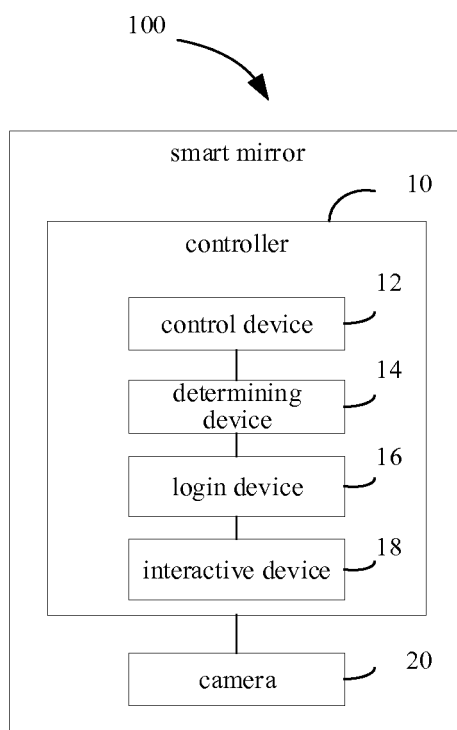 100
smart mirror
10
controller
12
control device
14
determining
device
16
login device
18
interactive device
20
camera